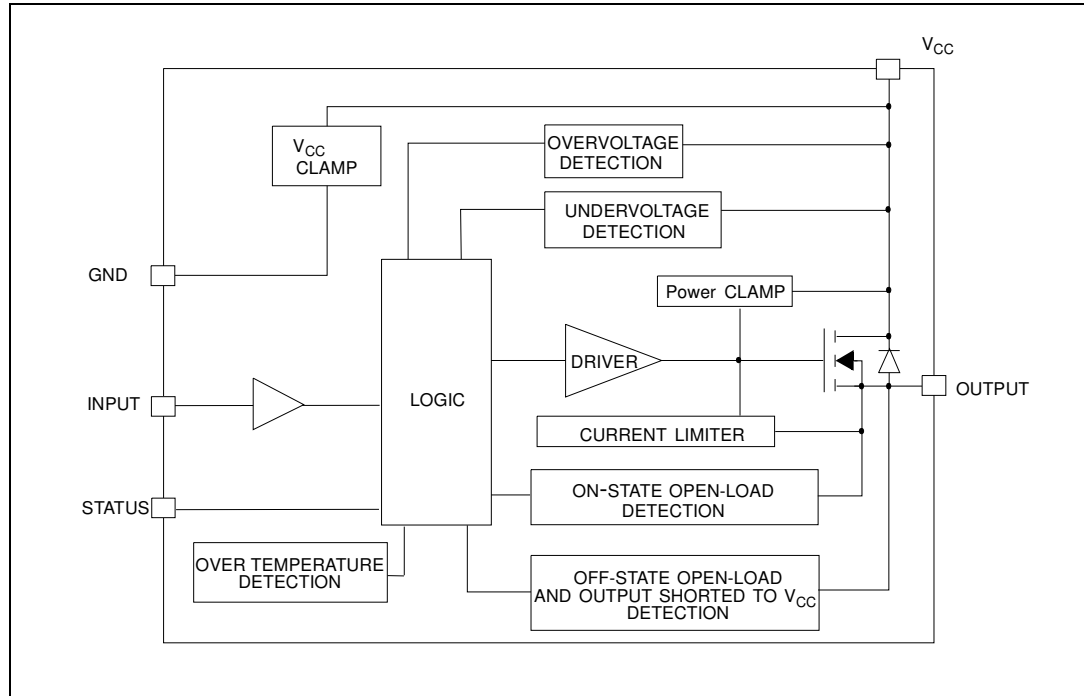 VCC
VCC
CLAMP
OVERVOLTAGE
DETECTION
UNDERVOLTAGE
DETECTION
GND
Power CLAMP
DRIVER
INPUT
LOGIC
OUTPUT
CURRENT LIMITER
ON-STATE OPEN-LOAD
DETECTION
STATUS
OVER TEMPERATURE
DETECTION
OFF-STATE OPEN-LOAD
AND OUTPUT SHORTED TO VCC
DETECTION